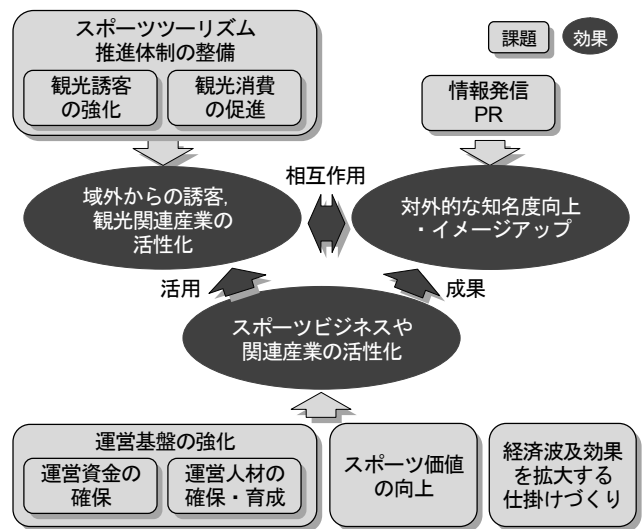 スポーツツーリズム
推進体制の整備
観光誘客
の強化
観光消費
の促進
課題
効果
情報発信
PR
域外からの誘客,
観光関連産業の
活性化
相互作用
対外的な知名度向上
・イメージアップ
活用
成果
スポーツビジネスや
関連産業の活性化
運営基盤の強化
運営資金の
確保
運営人材の
確保・育成
スポーツ価値
の向上
経済波及効果
を拡大する
仕掛けづくり